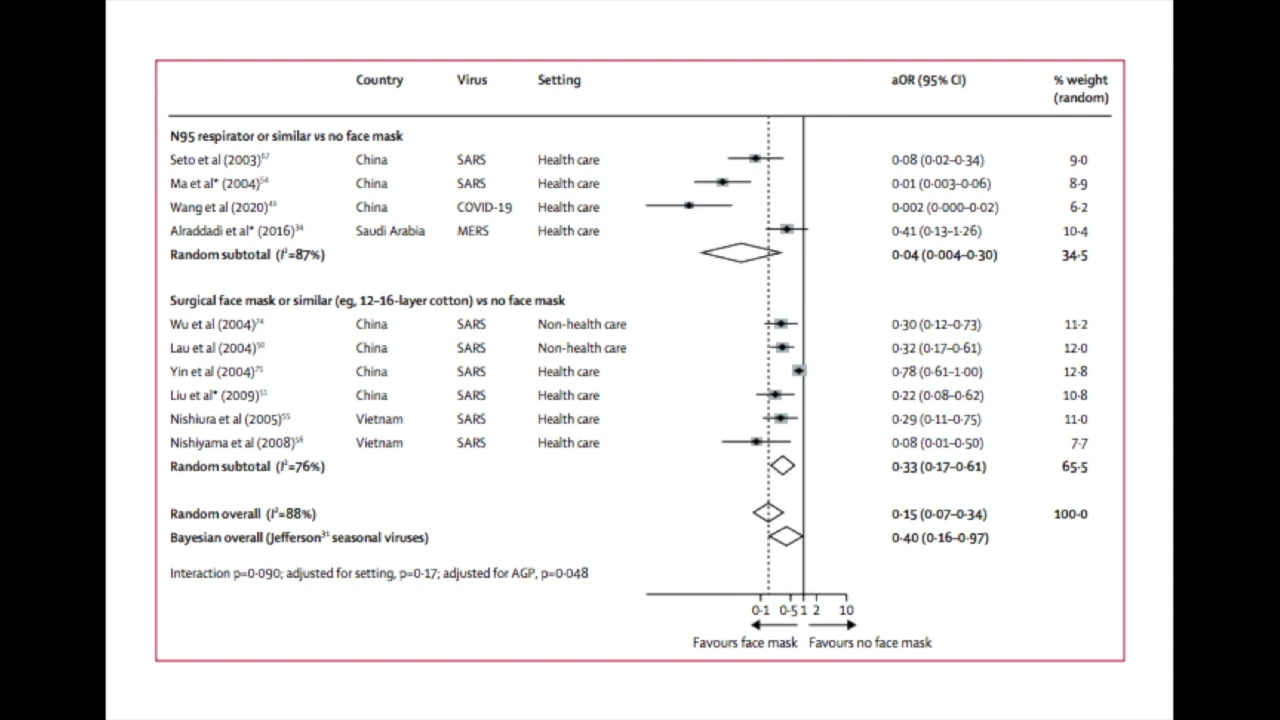 Country Virus Setting aOR (95% CI) % weight
(random)
N95 respirator or similar vs no face mask
Seto et al (2003)⁶⁷ China SARS Health care 0·08 (0·02–0·34) 9·0
Ma et al* (2004)⁵⁴ China SARS Health care 0·01 (0·003–0·06) 8·9
Wang et al (2020)⁴¹ China COVID-19 Health care 0·002 (0·000–0·02) 6·2
Alraddadi et al* (2016)³⁴ Saudi Arabia MERS Health care 0·41 (0·13–1·26) 10·4
Random subtotal (I²=87%) 0·04 (0·004–0·30) 34·5
Surgical face mask or similar (eg, 12–16-layer cotton) vs no face mask
Wu et al (2004)⁷⁴ China SARS Non-health care 0·30 (0·12–0·73) 11·2
Lau et al (2004)⁵⁰ China SARS Non-health care 0·32 (0·17–0·61) 12·0
Yin et al (2004)⁷⁵ China SARS Health care 0·78 (0·61–1·00) 12·8
Liu et al* (2009)⁵¹ China SARS Health care 0·22 (0·08–0·62) 10·8
Nishiura et al (2005)⁵⁵ Vietnam SARS Health care 0·29 (0·11–0·75) 11·0
Nishiyama et al (2008)⁵⁶ Vietnam SARS Health care 0·08 (0·01–0·50) 7·7
Random subtotal (I²=76%) 0·33 (0·17–0·61) 65·5
Random overall (I²=88%) 0·15 (0·07–0·34) 100·0
Bayesian overall (Jefferson³¹ seasonal viruses) 0·40 (0·16–0·97)
Interaction p=0·090; adjusted for setting, p=0·17; adjusted for AGP, p=0·048
0·1 0·5 1 2 10
Favours face mask Favours no face mask